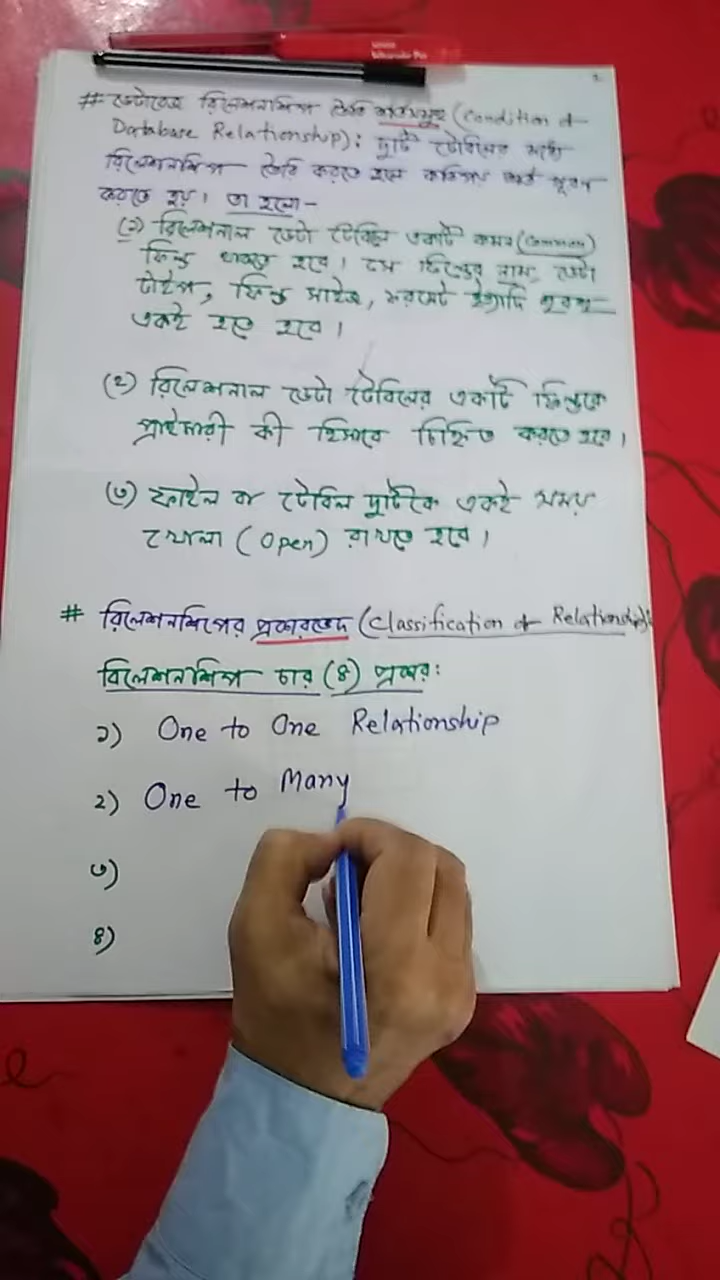 # ডেটাবেজ রিলেশনশিপ তৈরি শর্তসমূহ (Condition of
Database Relationship): দুটি টেবিলের মধ্যে
রিলেশনশিপ তৈরি করতে হলে কতিপয় শর্ত পূরণ
করতে হয়। তা হলো-
(১) রিলেশনাল ডেটা টেবিলে একটি কমন (Common)
ফিল্ড থাকতে হবে। ফিল্ডের নাম, ডেটা
টাইপ, ফিল্ড সাইজ, ফরমেট ইত্যাদি
একই হতে হবে।
(২) রিলেশনাল ডেটা টেবিলের একটি ফিল্ডকে
প্রাইমারী কী হিসাবে চিহ্নিত করতে হবে।
(৩) ফাইল বা টেবিল দুটিকে একই সময়
খোলা (Open) রাখতে হবে।
# রিলেশনশিপের প্রকারভেদ (Classification of Relationship):
রিলেশনশিপ চার (৪) প্রকার:
১) One to One Relationship
২) One to Many
৩)
৪)